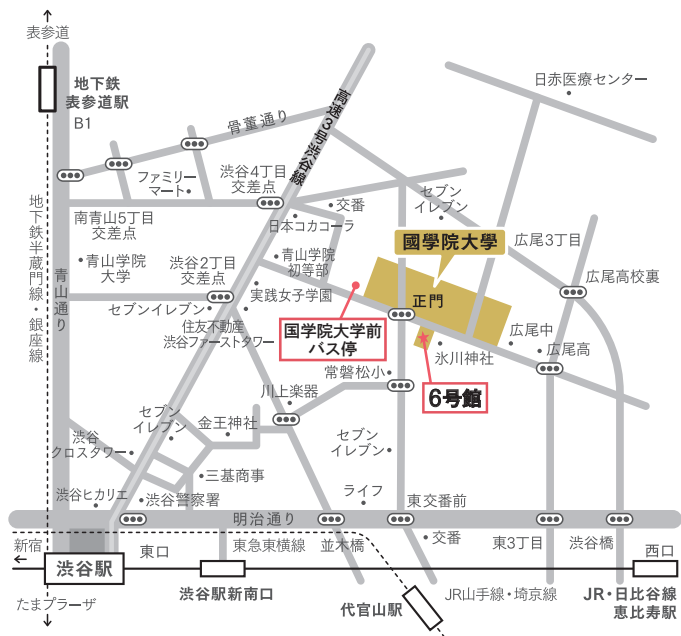 表参道
地下鉄
表参道駅
B1
日赤医療センター
骨董通り
高速3号渋谷線
ファミリー
マート
渋谷4丁目
交差点
交番
セブン
イレブン
日本コカコーラ
南青山5丁目
交差点
國學院大學
広尾3丁目
地下鉄半蔵門線・銀座線
青山通り
青山学院
大学
渋谷2丁目
交差点
青山学院
初等部
広尾高校裏
実践女子学園
正門
セブンイレブン
住友不動産
渋谷ファーストタワー
国学院大学前
バス停
広尾中
広尾高
氷川神社
常磐松小
6号館
川上楽器
セブン
イレブン
金王神社
渋谷
クロスタワー
セブン
イレブン
三基商事
渋谷ヒカリエ
渋谷警察署
ライフ
東交番前
明治通り
新宿
東口
東急東横線
並木橋
交番
東3丁目
渋谷橋
西口
渋谷駅
渋谷駅新南口
JR山手線・埼京線
JR・日比谷線
恵比寿駅
代官山駅
たまプラーザ